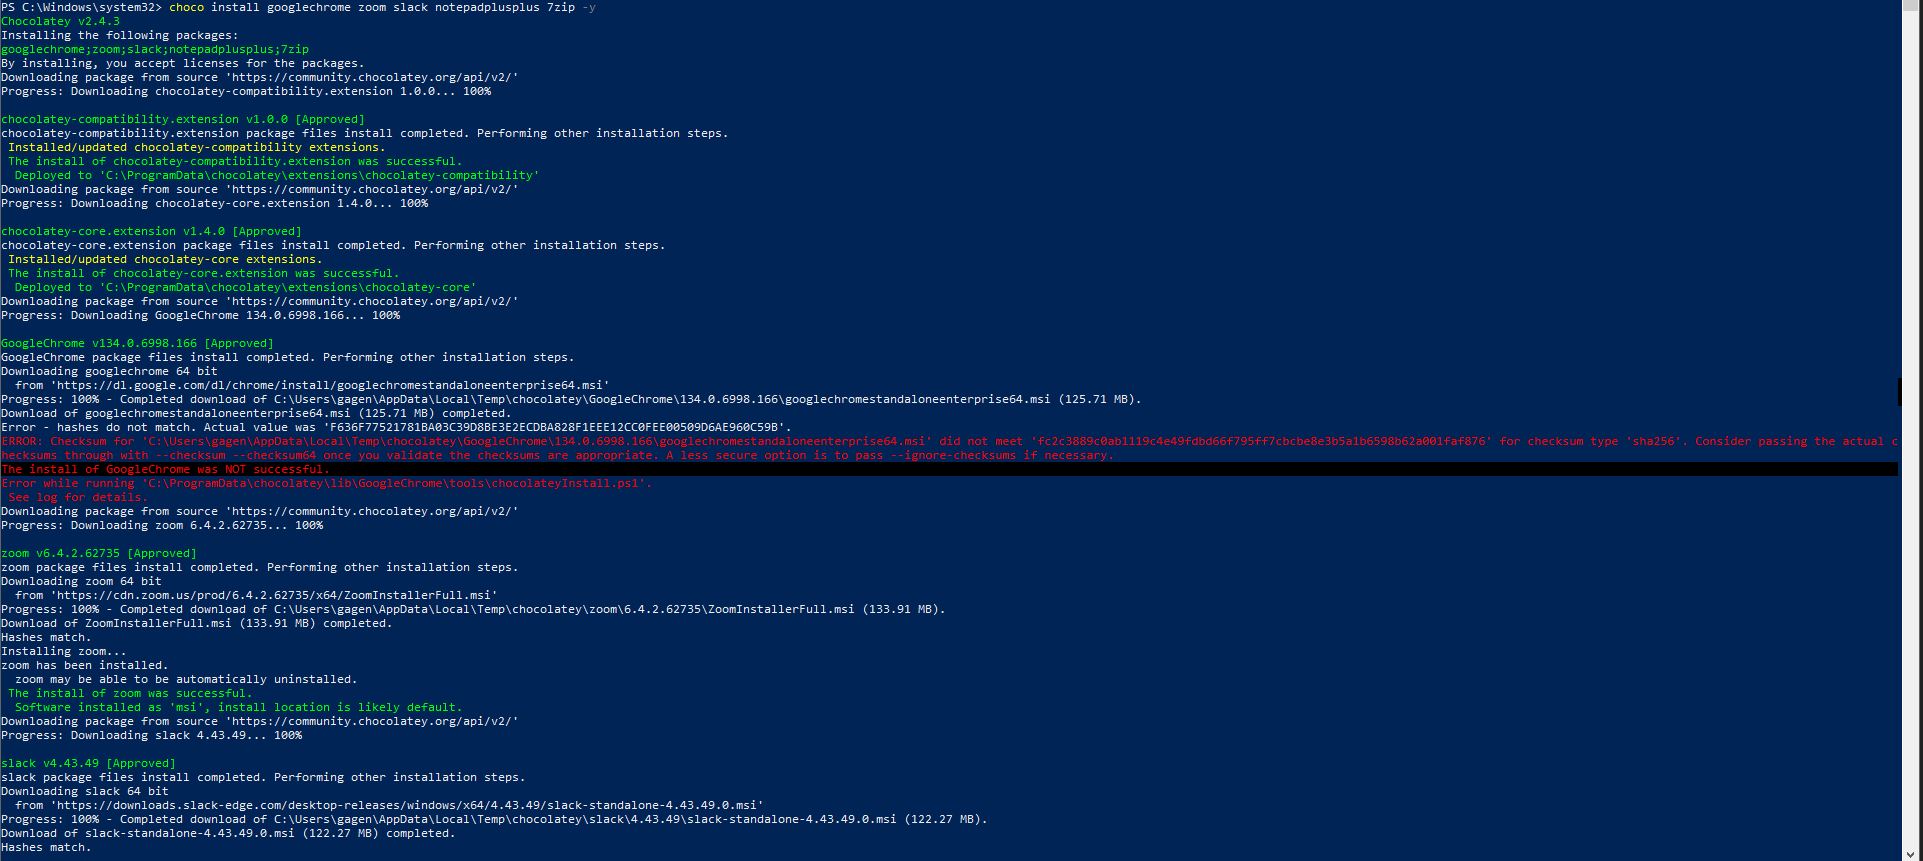 PS C:\Windows\system32> choco install googlechrome zoom slack notepadplusplus 7zip -y
Chocolatey v2.4.3
Installing the following packages:
googlechrome;zoom;slack;notepadplusplus;7zip
By installing, you accept licenses for the packages.
Downloading package from source 'https://community.chocolatey.org/api/v2/'
Progress: Downloading chocolatey-compatibility.extension 1.0.0... 100%
chocolatey-compatibility.extension v1.0.0 [Approved]
chocolatey-compatibility.extension package files install completed. Performing other installation steps.
Installed/updated chocolatey-compatibility extensions.
The install of chocolatey-compatibility.extension was successful.
Deployed to 'C:\ProgramData\chocolatey\extensions\chocolatey-compatibility'
Downloading package from source 'https://community.chocolatey.org/api/v2/'
Progress: Downloading chocolatey-core.extension 1.4.0... 100%
chocolatey-core.extension v1.4.0 [Approved]
chocolatey-core.extension package files install completed. Performing other installation steps.
Installed/updated chocolatey-core extensions.
The install of chocolatey-core.extension was successful.
Deployed to 'C:\ProgramData\chocolatey\extensions\chocolatey-core'
Downloading package from source 'https://community.chocolatey.org/api/v2/'
Progress: Downloading GoogleChrome 134.0.6998.166... 100%
GoogleChrome v134.0.6998.166 [Approved]
GoogleChrome package files install completed. Performing other installation steps.
Downloading googlechrome 64 bit
from 'https://dl.google.com/dl/chrome/install/googlechromestandaloneenterprise64.msi'
Progress: 100% - Completed download of C:\Users\gagen\AppData\Local\Temp\chocolatey\GoogleChrome\134.0.6998.166\googlechromestandaloneenterprise64.msi (125.71 MB).
Download of googlechromestandaloneenterprise64.msi (125.71 MB) completed.
Error - hashes do not match. Actual value was 'F636F77521781BA03C39D8BE3E2ECDBA828F1EEE12CC0FEE00509D6AE960C59B'.
ERROR: Checksum for 'C:\Users\gagen\AppData\Local\Temp\chocolatey\GoogleChrome\134.0.6998.166\googlechromestandaloneenterprise64.msi' did not meet 'fc2c3889c0ab1119c4e49fdbd66f795ff7cbcbe8e3b5a1b6598b62a001faf876' for checksum type 'sha256'. Consider passing the actual c
hecksums through with --checksum --checksum64 once you validate the checksums are appropriate. A less secure option is to pass --ignore-checksums if necessary.
The install of GoogleChrome was NOT successful.
Error while running 'C:\ProgramData\chocolatey\lib\GoogleChrome\tools\chocolateyInstall.ps1'.
See log for details.
Downloading package from source 'https://community.chocolatey.org/api/v2/'
Progress: Downloading zoom 6.4.2.62735... 100%
zoom v6.4.2.62735 [Approved]
zoom package files install completed. Performing other installation steps.
Downloading zoom 64 bit
from 'https://cdn.zoom.us/prod/6.4.2.62735/x64/ZoomInstallerFull.msi'
Progress: 100% - Completed download of C:\Users\gagen\AppData\Local\Temp\chocolatey\zoom\6.4.2.62735\ZoomInstallerFull.msi (133.91 MB).
Download of ZoomInstallerFull.msi (133.91 MB) completed.
Hashes match.
Installing zoom...
zoom has been installed.
zoom may be able to be automatically uninstalled.
The install of zoom was successful.
Software installed as 'msi', install location is likely default.
Downloading package from source 'https://community.chocolatey.org/api/v2/'
Progress: Downloading slack 4.43.49... 100%
slack v4.43.49 [Approved]
slack package files install completed. Performing other installation steps.
Downloading slack 64 bit
from 'https://downloads.slack-edge.com/desktop-releases/windows/x64/4.43.49/slack-standalone-4.43.49.0.msi'
Progress: 100% - Completed download of C:\Users\gagen\AppData\Local\Temp\chocolatey\slack\4.43.49\slack-standalone-4.43.49.0.msi (122.27 MB).
Download of slack-standalone-4.43.49.0.msi (122.27 MB) completed.
Hashes match.